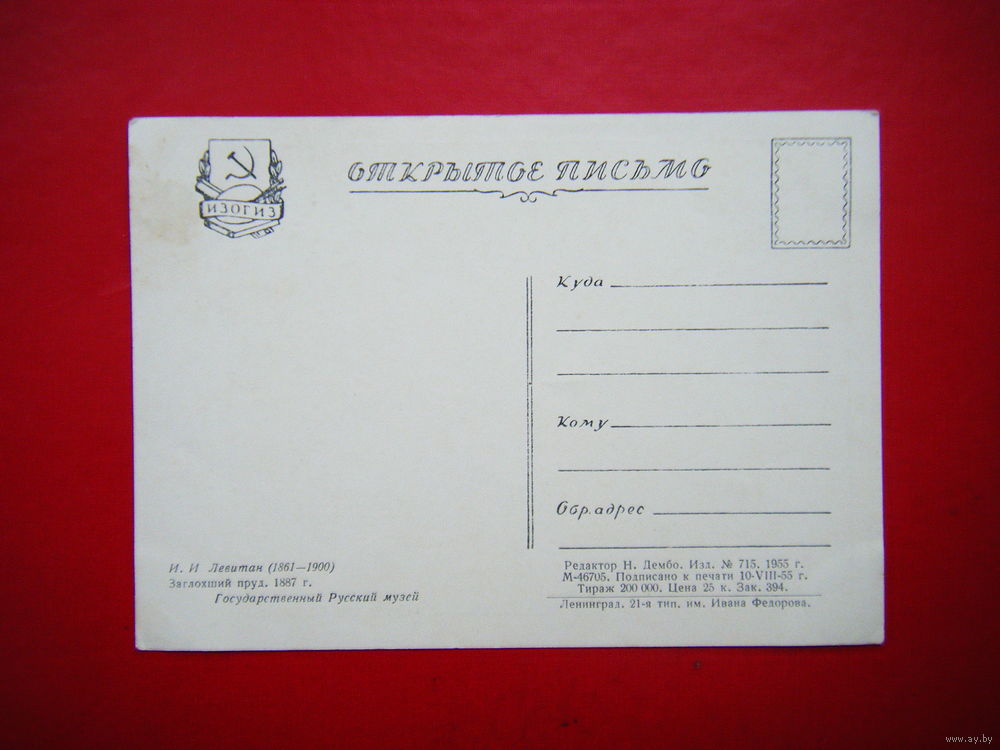 ОТКРЫТОЕ ПИСЬМО
ИЗОГИЗ
Куда
Кому
Обр. адрес
И. И Левитан (1861—1900)
Заглохший пруд. 1887 г.
Государственный Русский музей
Редактор Н. Дембо. Изд. № 715. 1955 г.
М-46705. Подписано к печати 10-VIII-55 г.
Тираж 200 000. Цена 25 к. Зак. 394.
Ленинград. 21-я тип. им. Ивана Федорова.
www.ay.by